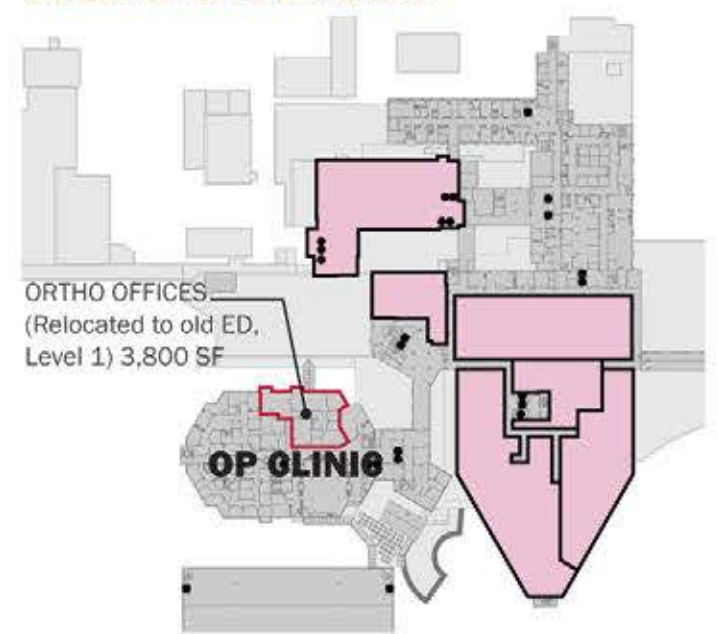 ORTHO OFFICES
(Relocated to old ED,
Level 1) 3,800 SF
OP CLINIC